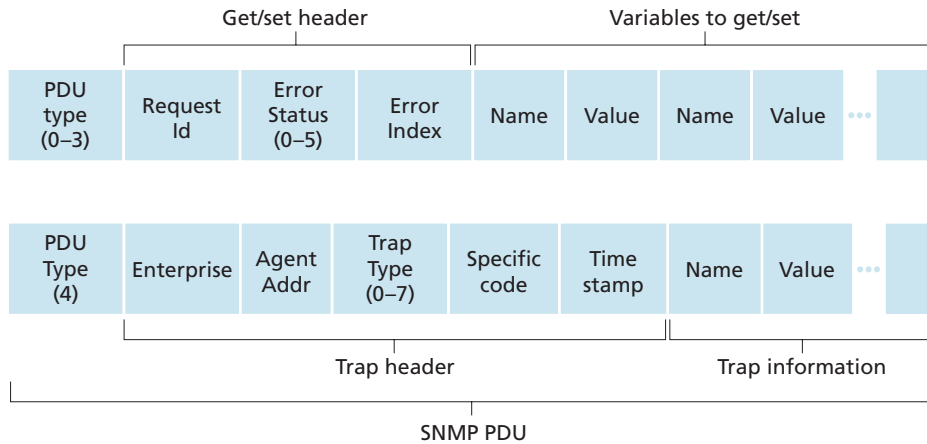 Get/set header
Variables to get/set
PDU
type
(0–3)
Request
Id
Error
Status
(0–5)
Error
Index
Name
Value
Name
Value
PDU
Type
(4)
Enterprise
Agent
Addr
Trap
Type
(0–7)
Specific
code
Time
stamp
Name
Value
Trap header
Trap information
SNMP PDU